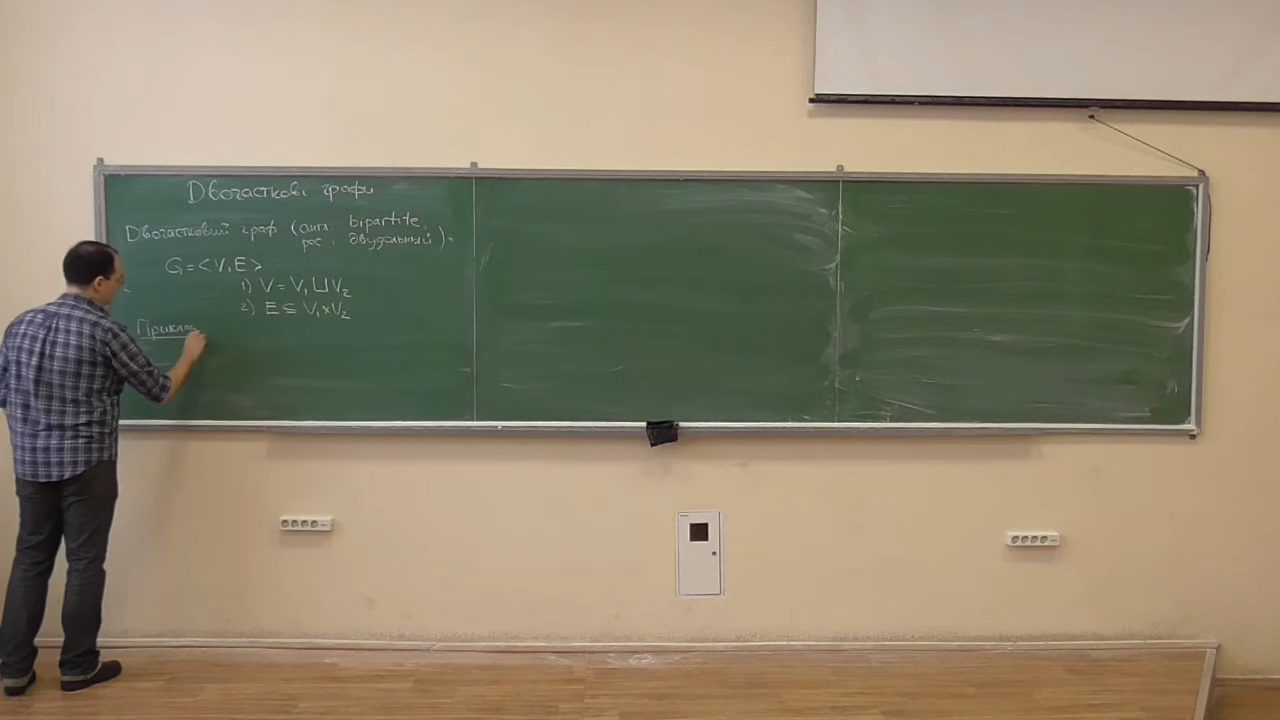 Двочасткові графи
Двочастковий граф (англ. bipartite,
рос. двудольный).
G = <V, E>
1) V = V₁ ⊔ V₂
2) E ⊆ V₁ × V₂
Приклад